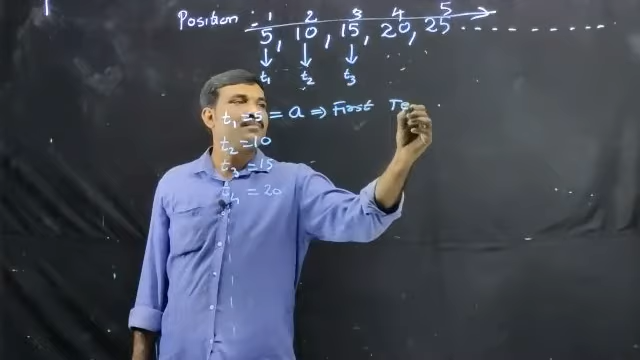 Position :- 1 2 3 4 5
5, 10, 15, 20, 25 ............
↓ ↓ ↓
t₁ t₂ t₃
t₁ = 5 = a ⇒ First Te
t₂ = 10
t₃ = 15
t₄ = 20